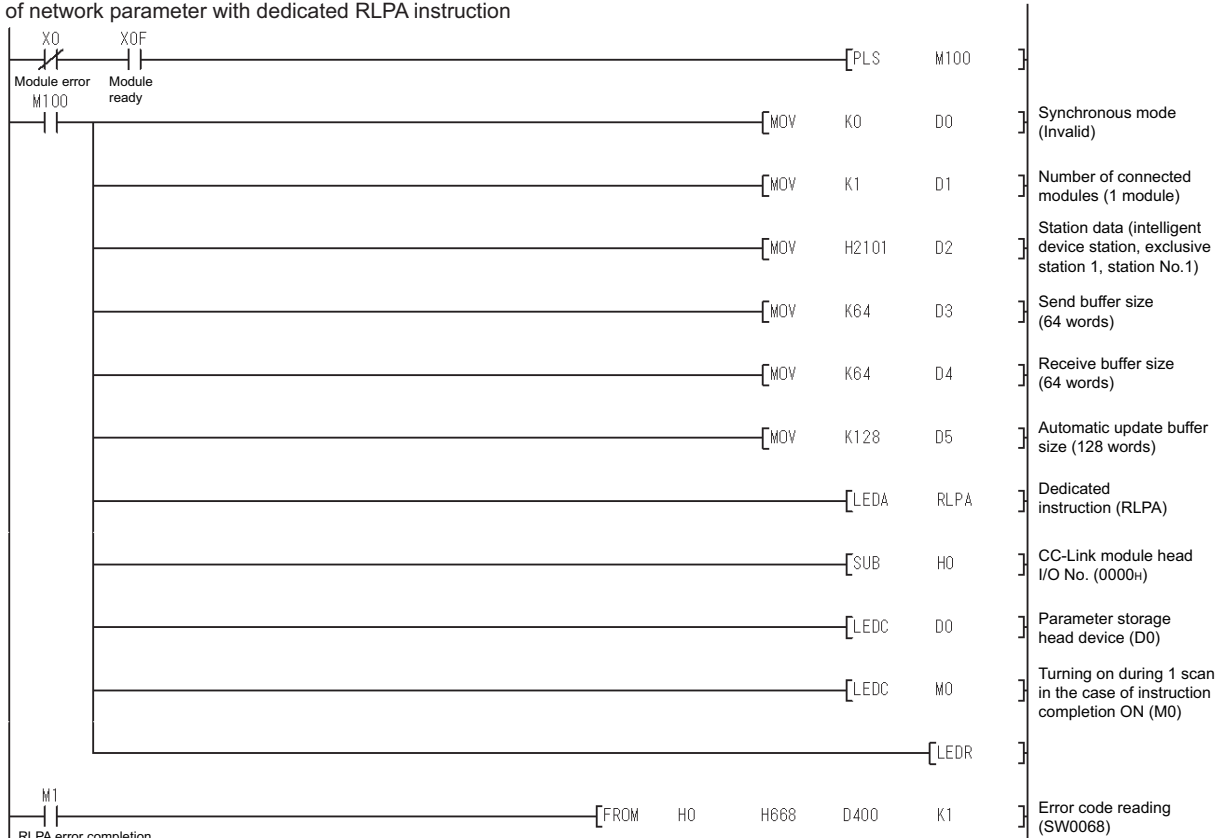 of network parameter with dedicated RLPA instruction
X0 X0F
PLS M100
Module error Module
ready
M100
MOV K0 D0
Synchronous mode
(Invalid)
MOV K1 D1
Number of connected
modules (1 module)
MOV H2101 D2
Station data (intelligent
device station, exclusive
station 1, station No.1)
MOV K64 D3
Send buffer size
(64 words)
MOV K64 D4
Receive buffer size
(64 words)
MOV K128 D5
Automatic update buffer
size (128 words)
LEDA RLPA
Dedicated
instruction (RLPA)
SUB H0
CC-Link module head
I/O No. (0000H)
LEDC D0
Parameter storage
head device (D0)
LEDC M0
Turning on during 1 scan
in the case of instruction
completion ON (M0)
LEDR
M1
FROM H0 H668 D400 K1
Error code reading
(SW0068)
RLPA error completion